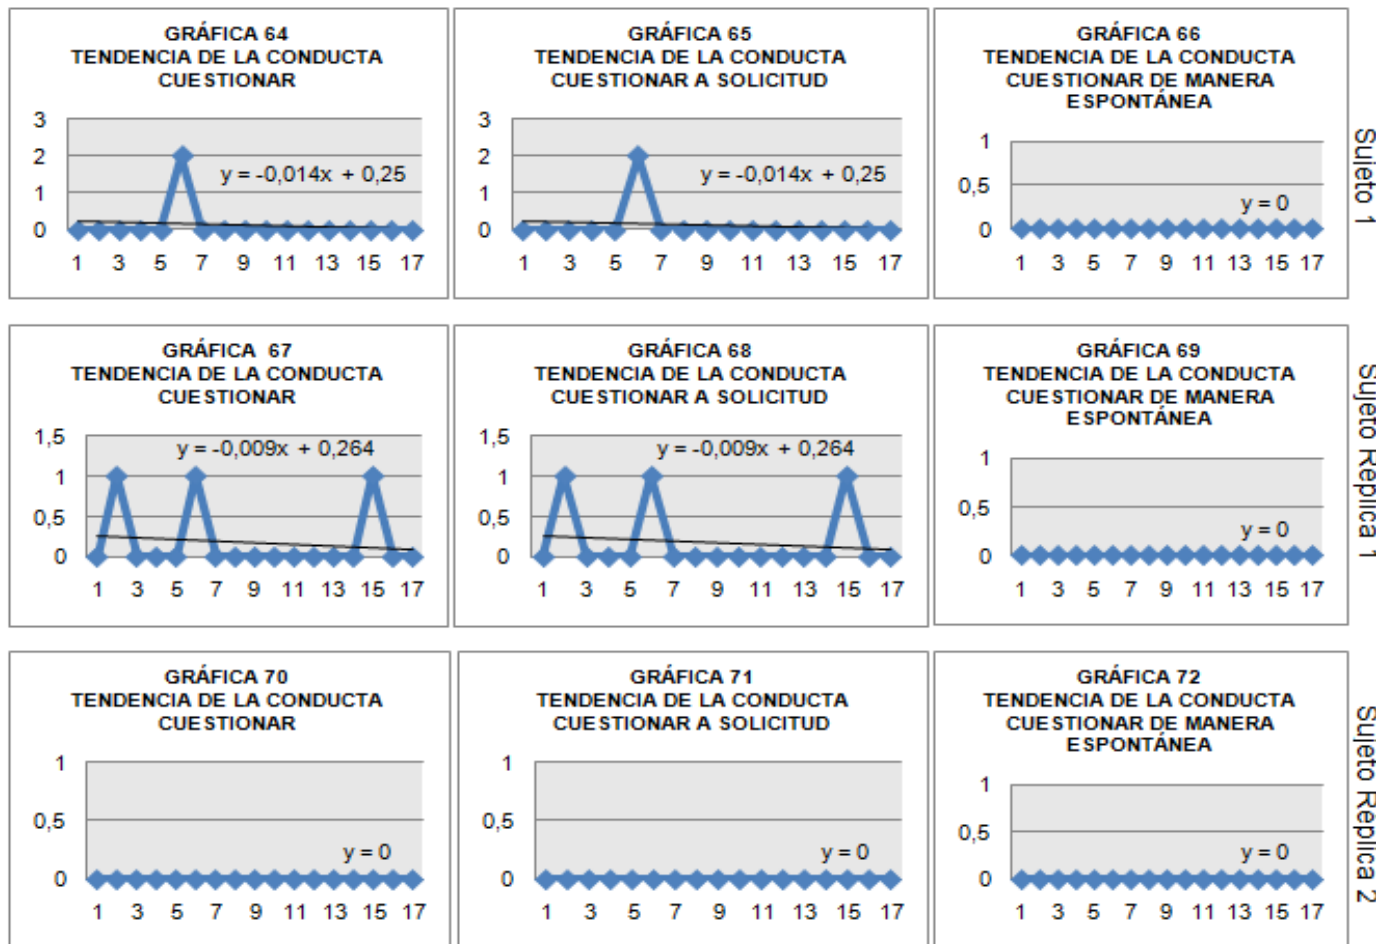 GRÁFICA 64
TENDENCIA DE LA CONDUCTA
CUESTIONAR
3
2
1
0
y = -0,014x + 0,25
1 3 5 7 9 11 13 15 17
GRÁFICA 65
TENDENCIA DE LA CONDUCTA
CUESTIONAR A SOLICITUD
3
2
1
0
y = -0,014x + 0,25
1 3 5 7 9 11 13 15 17
GRÁFICA 66
TENDENCIA DE LA CONDUCTA
CUESTIONAR DE MANERA
ESPONTÁNEA
1
0,5
0
y = 0
1 3 5 7 9 11 13 15 17
Sujeto 1
GRÁFICA 67
TENDENCIA DE LA CONDUCTA
CUESTIONAR
1,5
1
0,5
0
y = -0,009x + 0,264
1 3 5 7 9 11 13 15 17
GRÁFICA 68
TENDENCIA DE LA CONDUCTA
CUESTIONAR A SOLICITUD
1,5
1
0,5
0
y = -0,009x + 0,264
1 3 5 7 9 11 13 15 17
GRÁFICA 69
TENDENCIA DE LA CONDUCTA
CUESTIONAR DE MANERA
ESPONTÁNEA
1
0,5
0
y = 0
1 3 5 7 9 11 13 15 17
Sujeto Réplica 1
GRÁFICA 70
TENDENCIA DE LA CONDUCTA
CUESTIONAR
1
0,5
0
y = 0
1 3 5 7 9 11 13 15 17
GRÁFICA 71
TENDENCIA DE LA CONDUCTA
CUESTIONAR A SOLICITUD
1
0,5
0
y = 0
1 3 5 7 9 11 13 15 17
GRÁFICA 72
TENDENCIA DE LA CONDUCTA
CUESTIONAR DE MANERA
ESPONTÁNEA
1
0,5
0
y = 0
1 3 5 7 9 11 13 15 17
Sujeto Réplica 2